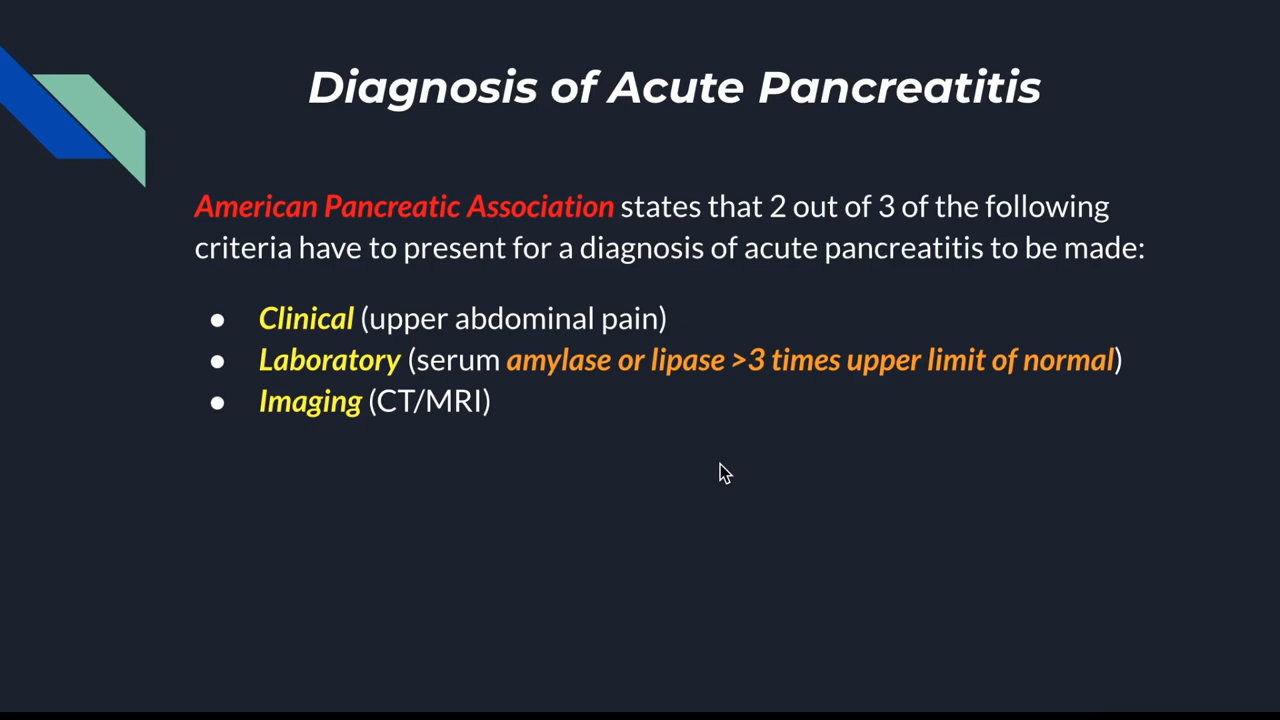 Diagnosis of Acute Pancreatitis
American Pancreatic Association states that 2 out of 3 of the following
criteria have to present for a diagnosis of acute pancreatitis to be made:
● Clinical (upper abdominal pain)
● Laboratory (serum amylase or lipase >3 times upper limit of normal)
● Imaging (CT/MRI)